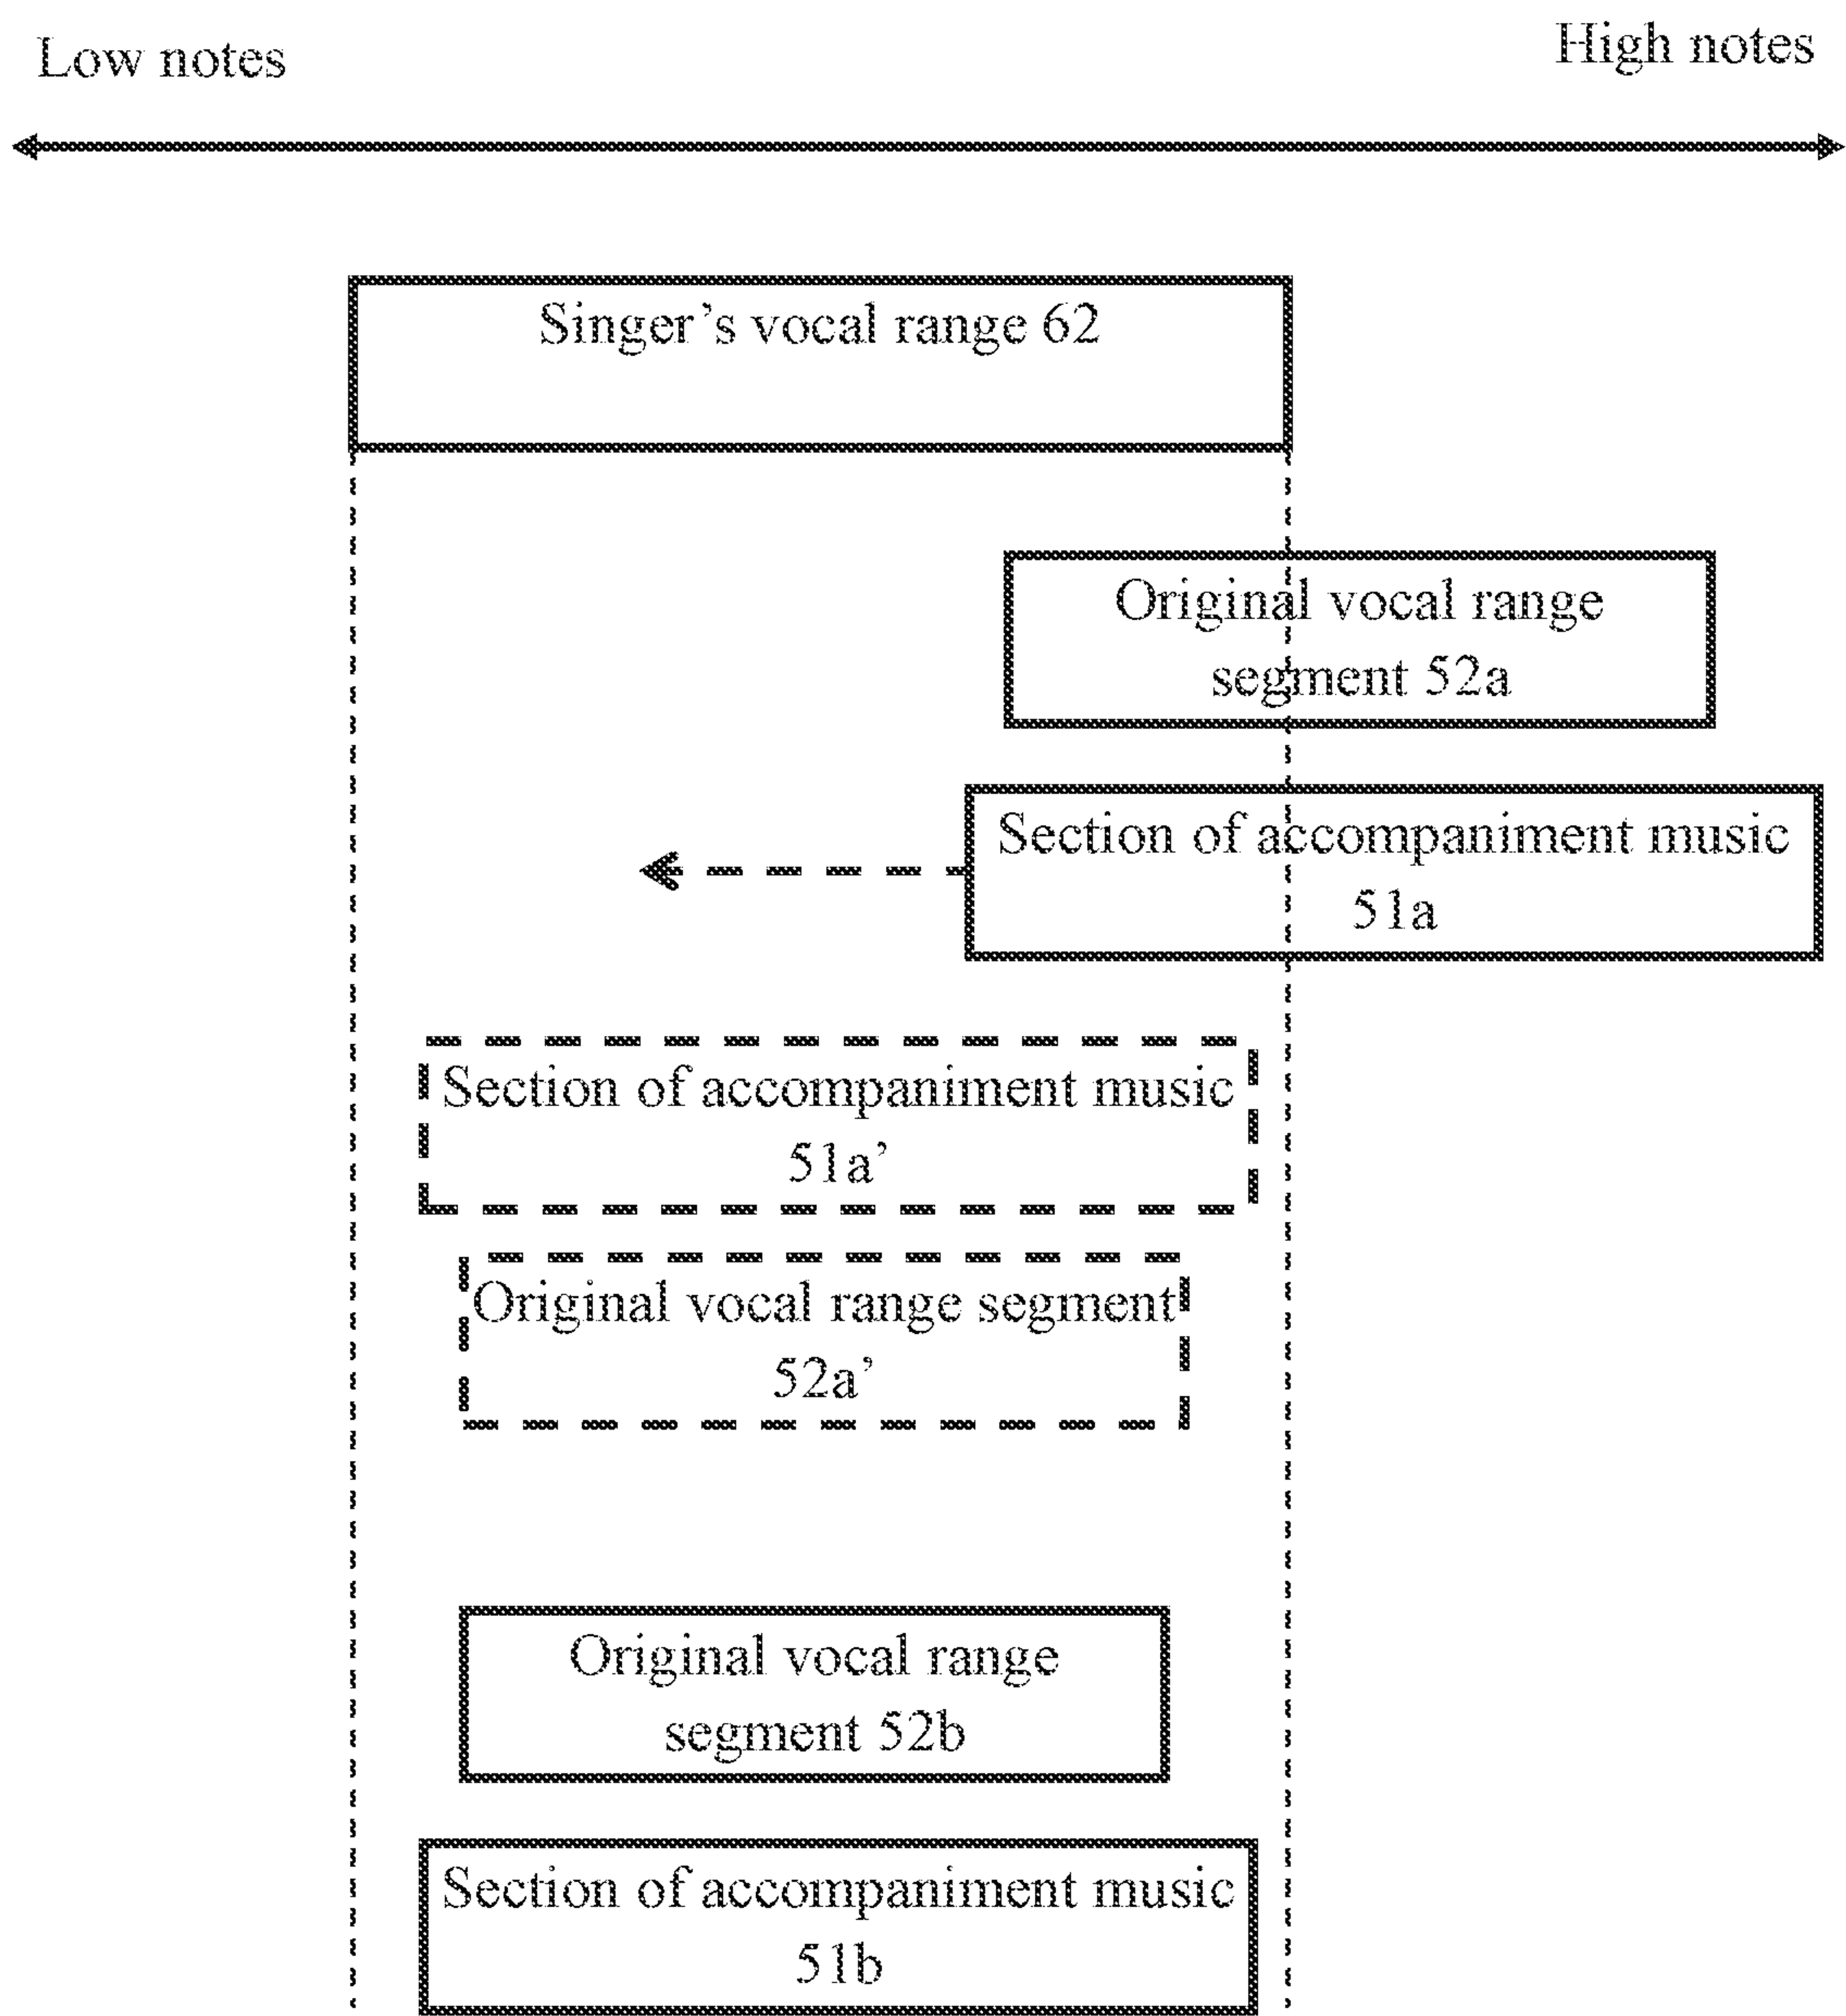 Low notes
High notes
Singer’s vocal range 62
Original vocal range
segment 52a
Section of accompaniment music
51a
Section of accompaniment music
51a’
Original vocal range segment
52a’
Original vocal range
segment 52b
Section of accompaniment music
51b